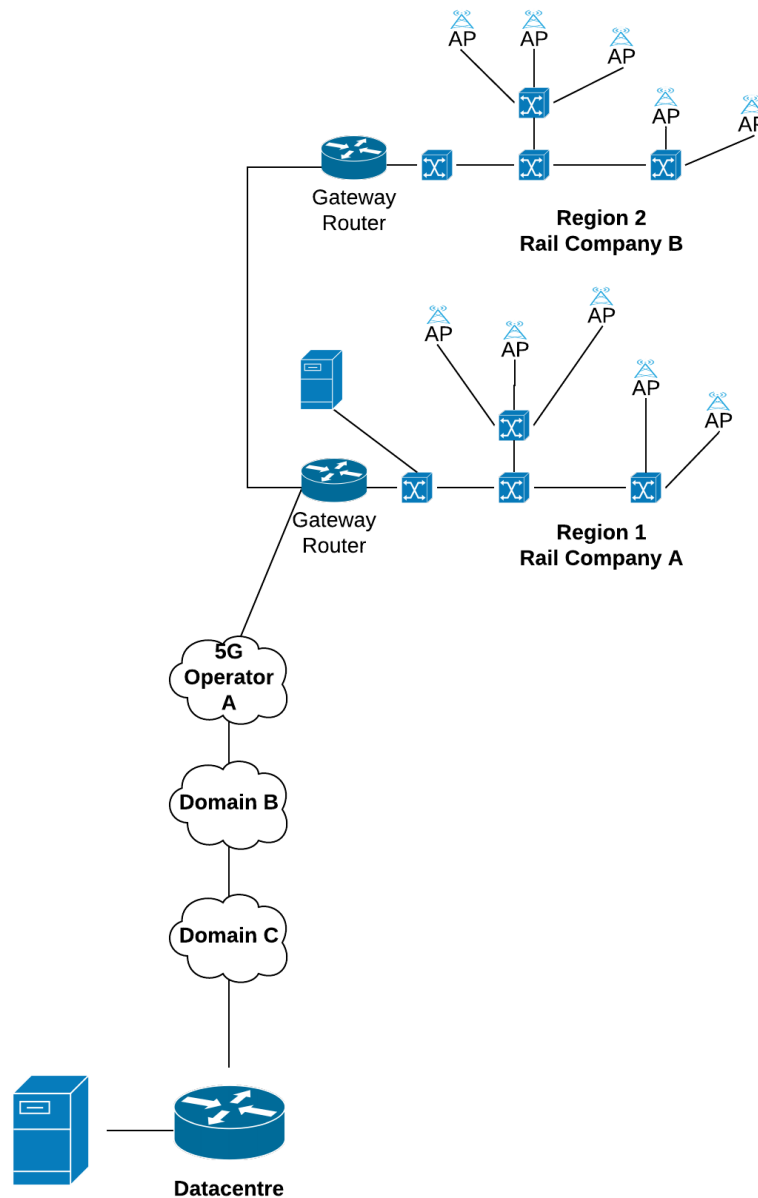 AP
AP
AP
AP
AP
Gateway
Router
Region 2
Rail Company B
AP
AP
AP
AP
AP
Gateway
Router
Region 1
Rail Company A
5G
Operator
A
Domain B
Domain C
Datacentre